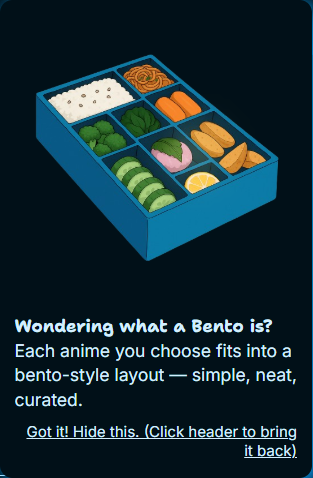 Wondering what a Bento is?
Each anime you choose fits into a
bento-style layout — simple, neat,
curated.
Got it! Hide this. (Click header to bring
it back)